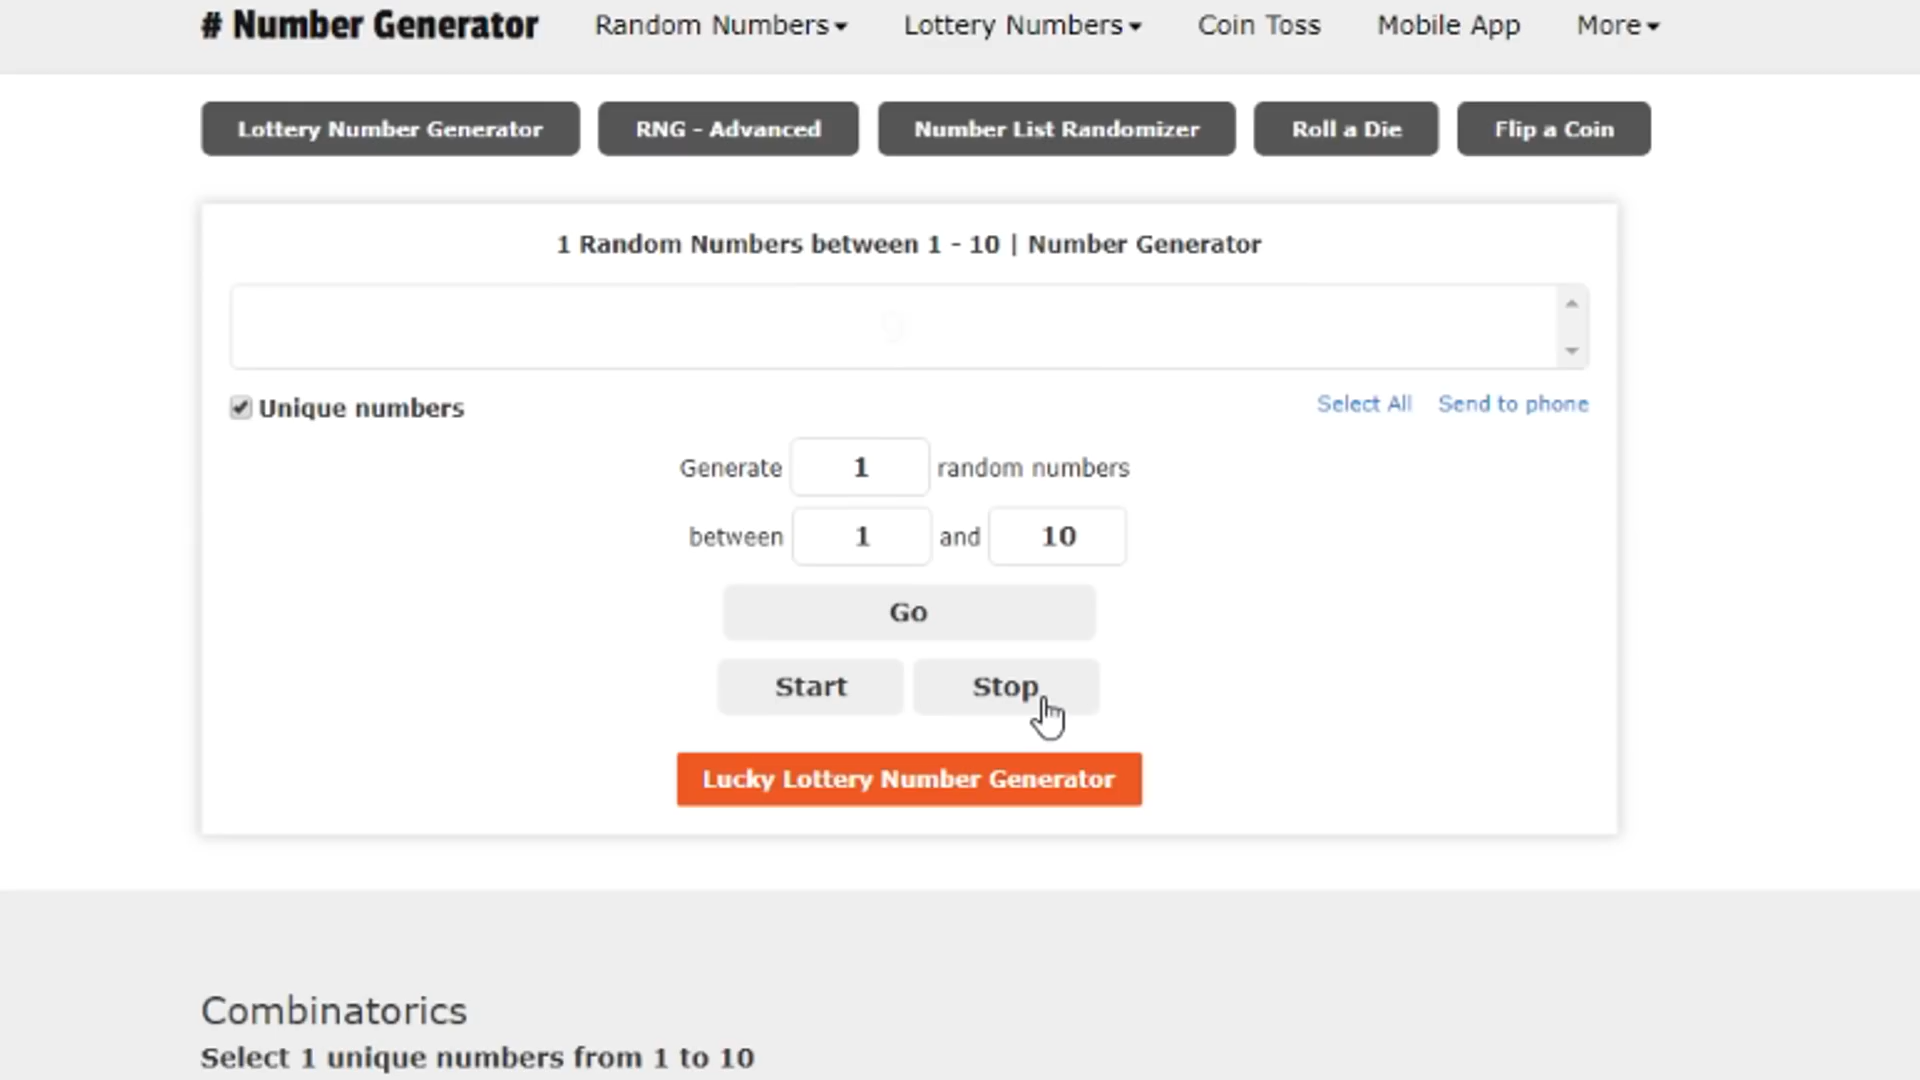 # Number Generator Random Numbers Lottery Numbers Coin Toss Mobile App More
Lottery Number Generator RNG - Advanced Number List Randomizer Roll a Die Flip a Coin
1 Random Numbers between 1 - 10 | Number Generator
Unique numbers Select All Send to phone
Generate 1 random numbers
between 1 and 10
Go
Start Stop
Lucky Lottery Number Generator
Combinatorics
Select 1 unique numbers from 1 to 10